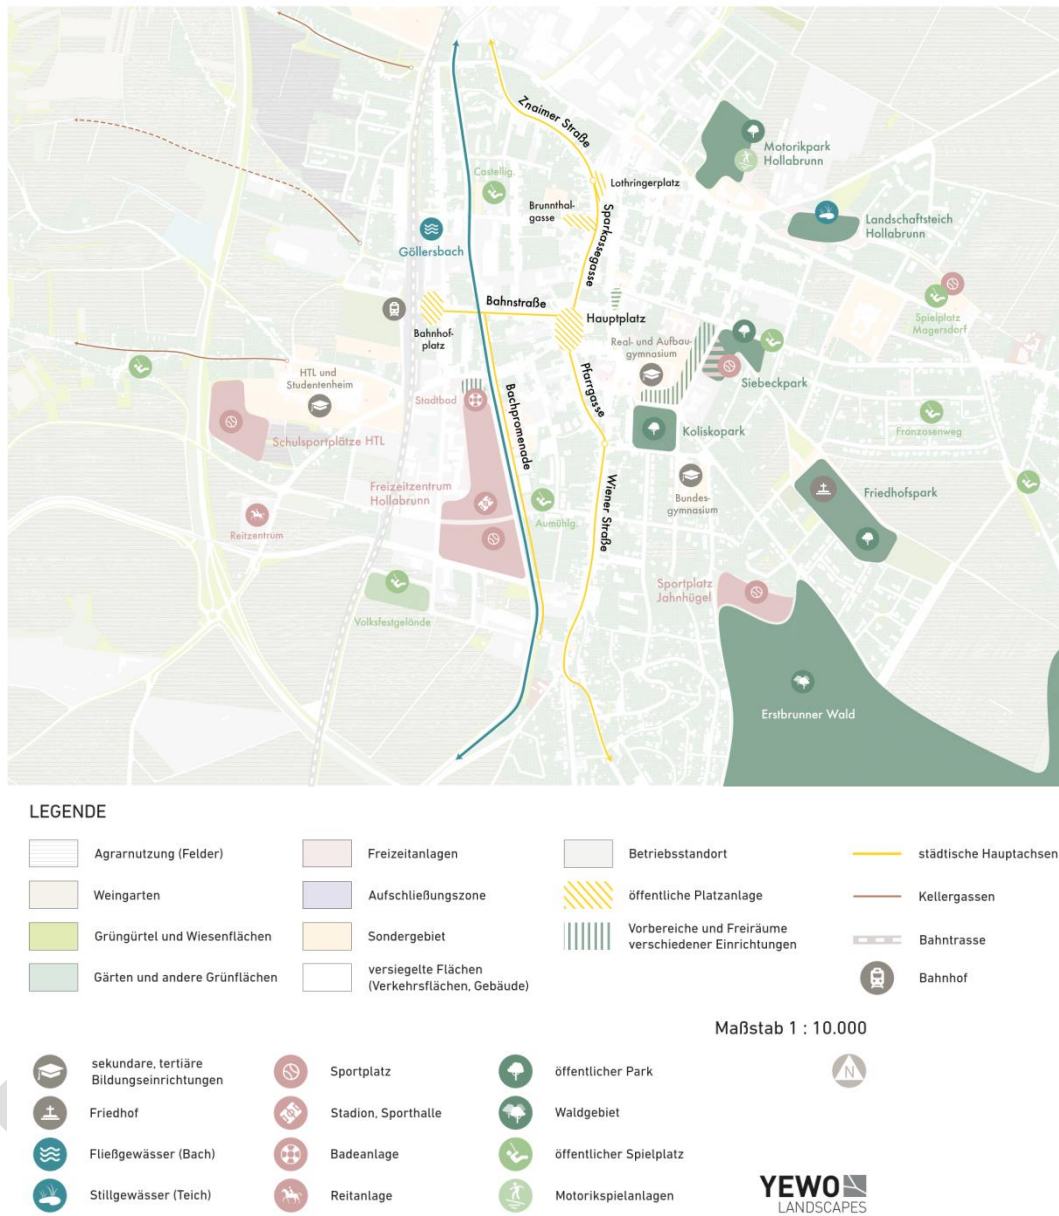 Znaimer Straße
Motorikpark
Hollabrunn
Castellig.
Lothringerplatz
Brunnthal-
gasse
Sparkassegasse
Landschaftsteich
Hollabrunn
Göllersbach
Bahnstraße
Hauptplatz
Spielplatz
Magersdorf
Bahnhof-
platz
Real- und Aufbau-
gymnasium
HTL und
Studentenheim
Stadtbad
Bachpromenade
Pfarrgasse
Siebeckpark
Schulsportplätze HTL
Koliskopark
Franzosenweg
Freizeitzentrum
Hollabrunn
Wiener Straße
Bundes-
gymnasium
Friedhofspark
Reitzentrum
Aumühlg.
Sportplatz
Jahnhügel
Volksfestgelände
Erstbrunner Wald
LEGENDE
Agrarnutzung (Felder)
Weingarten
Grüngürtel und Wiesenflächen
Gärten und andere Grünflächen
Freizeitanlagen
Aufschließungszone
Sondergebiet
versiegelte Flächen
(Verkehrsflächen, Gebäude)
Betriebsstandort
öffentliche Platzanlage
Vorbereiche und Freiräume
verschiedener Einrichtungen
städtische Hauptachsen
Kellergassen
Bahntrasse
Bahnhof
Maßstab 1 : 10.000
N
sekundare, tertiäre
Bildungseinrichtungen
Friedhof
Fließgewässer (Bach)
Stillgewässer (Teich)
Sportplatz
Stadion, Sporthalle
Badeanlage
Reitanlage
öffentlicher Park
Waldgebiet
öffentlicher Spielplatz
Motorikspielanlagen
YEWO
LANDSCAPES